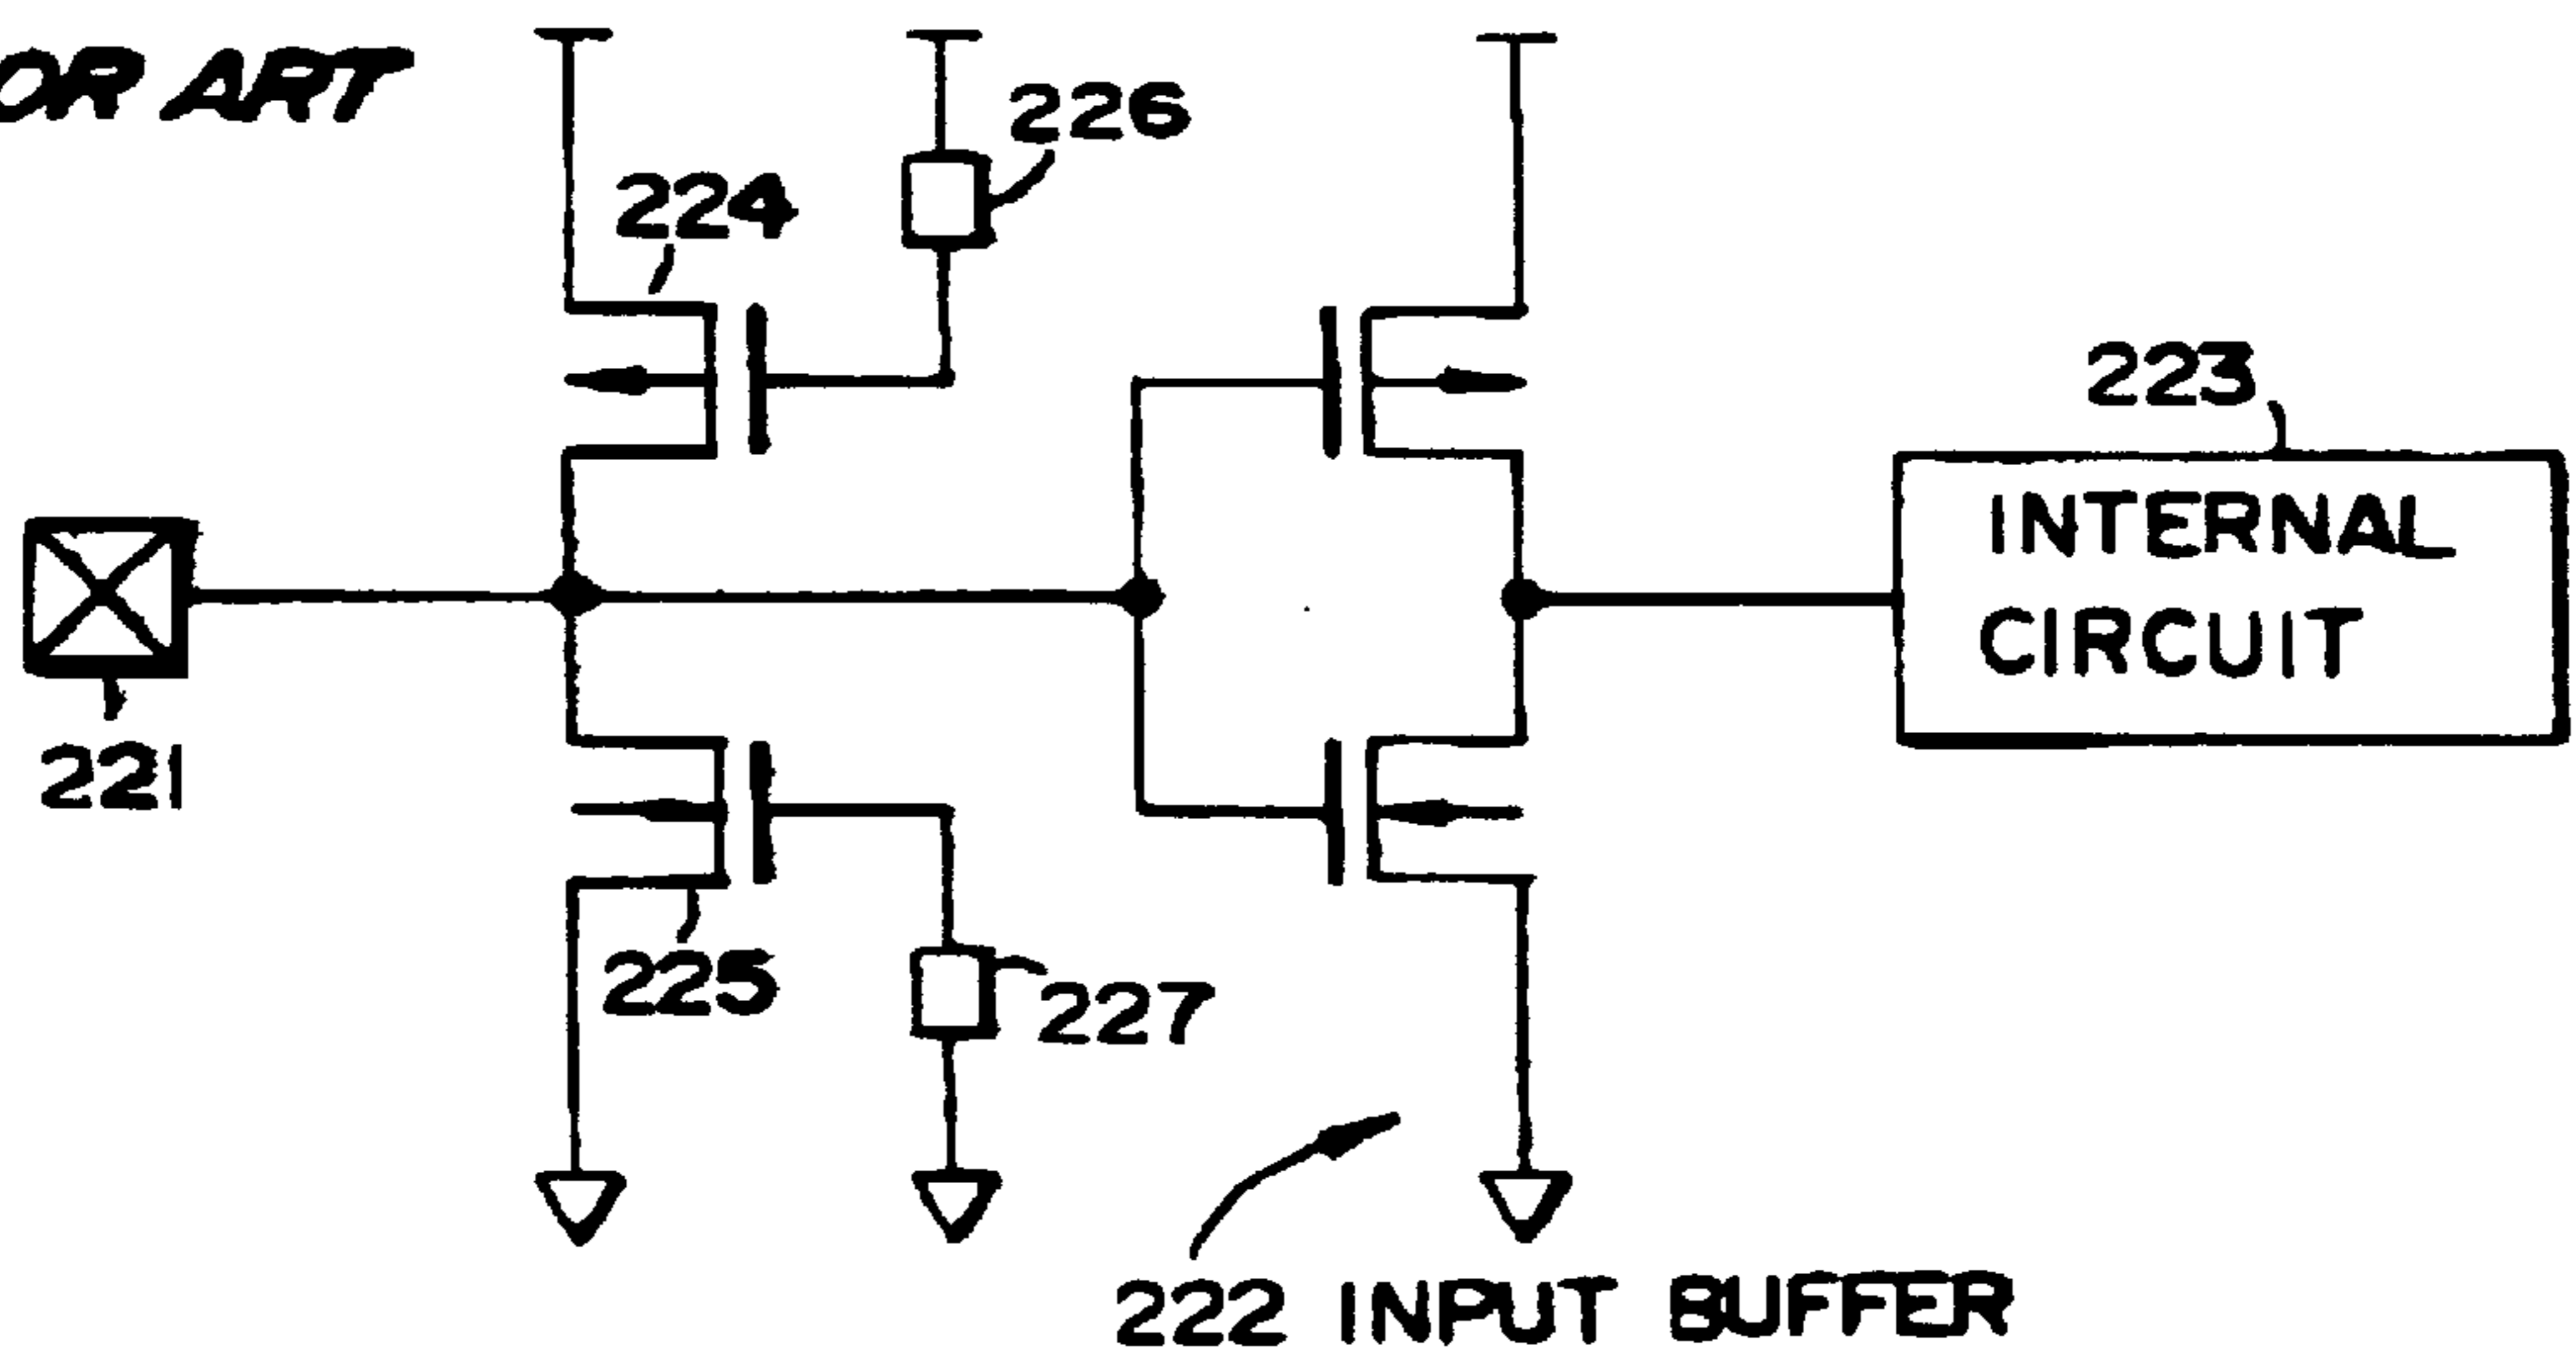 OR ART
226
224
223
INTERNAL
CIRCUIT
221
225
227
222 INPUT BUFFER